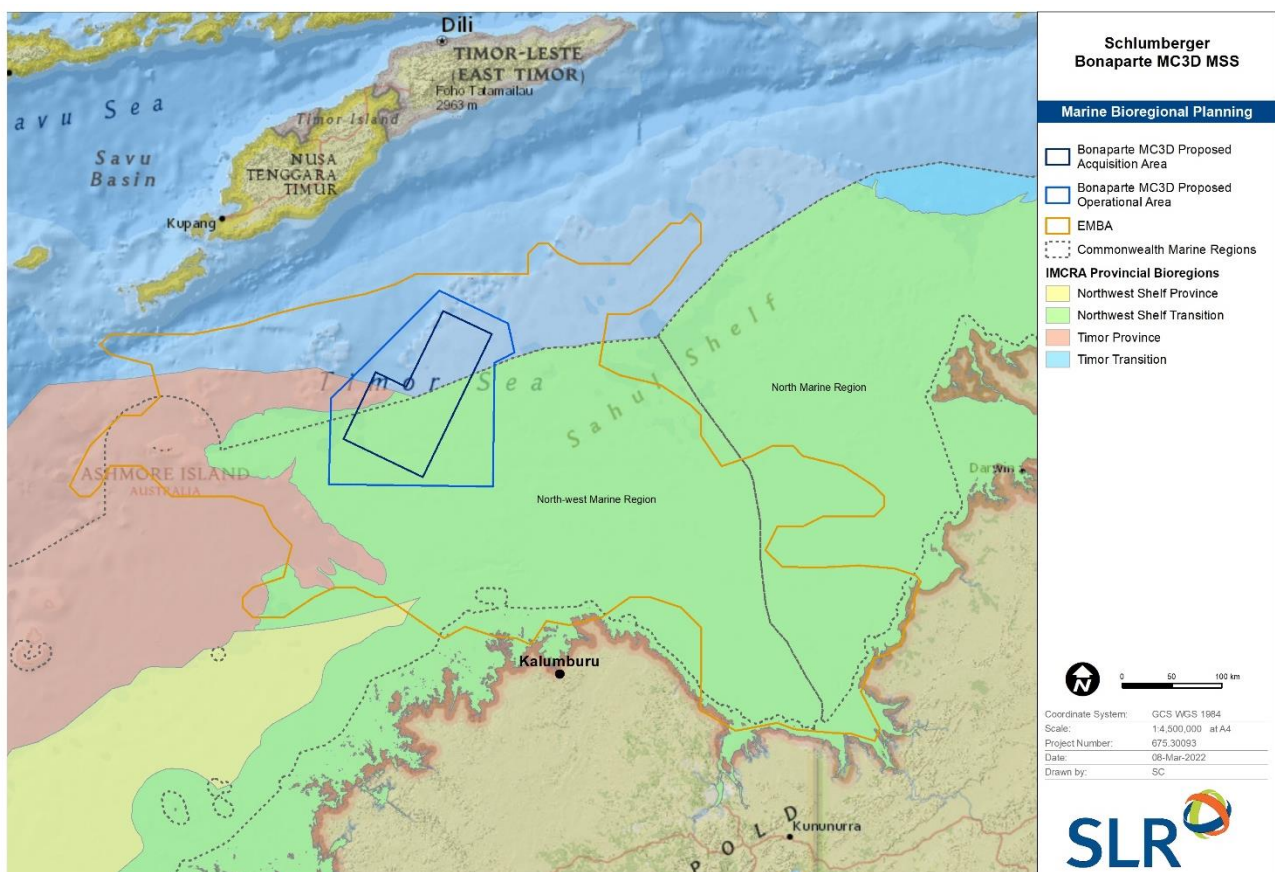 Dili
TIMOR-LESTE
(EAST TIMOR)
Foho Tatamailau
2963 m
avu Sea
Timor Island
Savu
Basin
NUSA
TENGGARA
TIMUR
Kupang
Timor Sea
Sahul Shelf
North Marine Region
ASHMORE ISLAND
AUSTRALIA
North-west Marine Region
Darwin
Kalumburu
Kununurra
POLD
Schlumberger
Bonaparte MC3D MSS
Marine Bioregional Planning
Bonaparte MC3D Proposed
Acquisition Area
Bonaparte MC3D Proposed
Operational Area
EMBA
Commonwealth Marine Regions
IMCRA Provincial Bioregions
Northwest Shelf Province
Northwest Shelf Transition
Timor Province
Timor Transition
N
0 50 100 km
Coordinate System: GCS WGS 1984
Scale: 1:4,500,000 at A4
Project Number: 675.30093
Date: 08-Mar-2022
Drawn by: SC
SLR